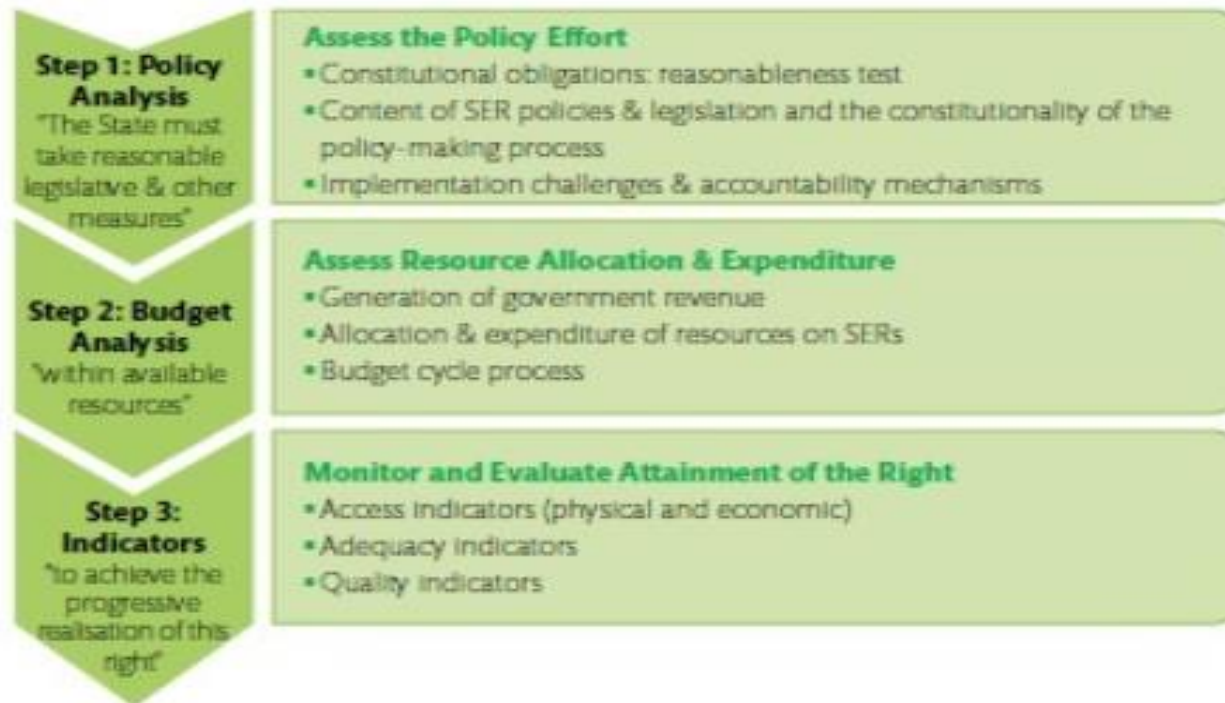 Step 1: Policy
Analysis
"The State must
take reasonable
legislative & other
measures"
Assess the Policy Effort
▪ Constitutional obligations: reasonableness test
▪ Content of SER policies & legislation and the constitutionality of the
policy-making process
▪ Implementation challenges & accountability mechanisms
Step 2: Budget
Analysis
"within available
resources"
Assess Resource Allocation & Expenditure
▪ Generation of government revenue
▪ Allocation & expenditure of resources on SERs
▪ Budget cycle process
Step 3:
Indicators
"to achieve the
progressive
realisation of this
right"
Monitor and Evaluate Attainment of the Right
▪ Access indicators (physical and economic)
▪ Adequacy indicators
▪ Quality indicators